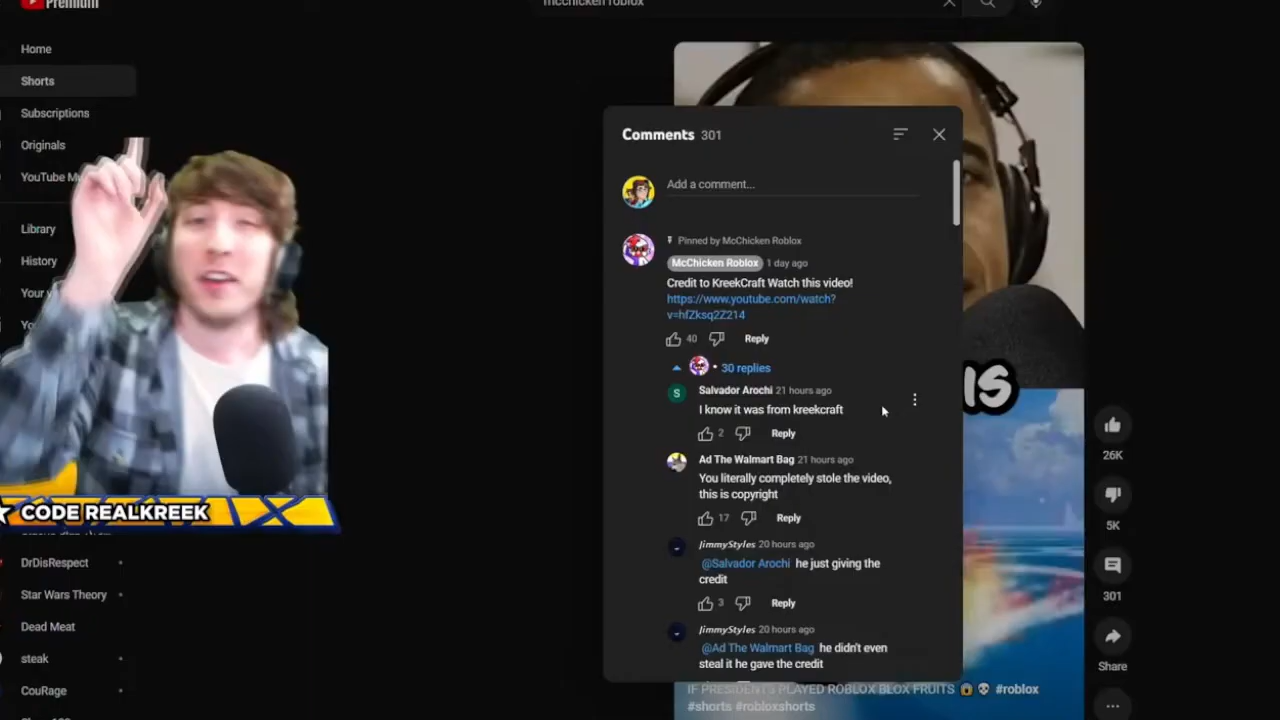 Premium
mcchicken roblox
Home
Shorts
Subscriptions
Originals
YouTube Mu
Library
History
Your v
CODE REALKREEK
DrDisRespect
Star Wars Theory
Dead Meat
steak
CouRage
Comments 301
Add a comment...
Pinned by McChicken Roblox
McChicken Roblox 1 day ago
Credit to KreekCraft Watch this video!
https://www.youtube.com/watch?
v=hfZksq2Z214
40 Reply
30 replies
S
Salvador Arochi 21 hours ago
I know it was from kreekcraft
2 Reply
Ad The Walmart Bag 21 hours ago
You literally completely stole the video,
this is copyright
17 Reply
JimmyStyles 20 hours ago
@Salvador Arochi he just giving the
credit
3 Reply
JimmyStyles 20 hours ago
@Ad The Walmart Bag he didn't even
steal it he gave the credit
IS
26K
5K
301
Share
IF PRESIDENTS PLAYED ROBLOX BLOX FRUITS 😱 💀 #roblox
#shorts #robloxshorts